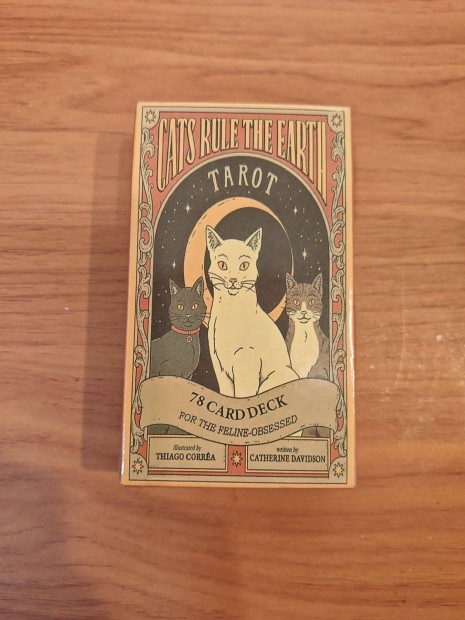 CATS RULE THE EARTH
TAROT
78 CARD DECK
FOR THE FELINE-OBSESSED
illustrated by
THIAGO CORRÊA
written by
CATHERINE DAVIDSON